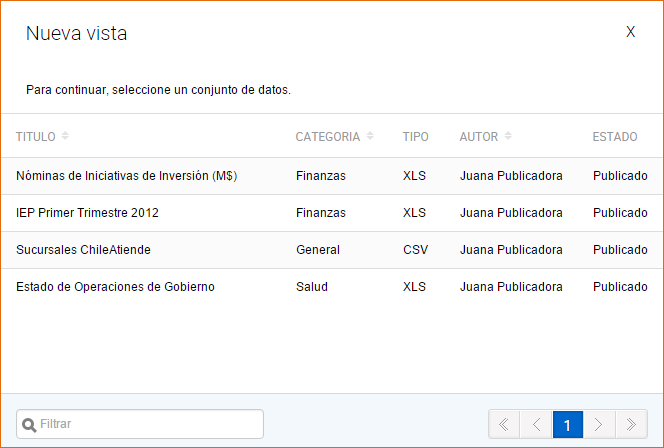 Nueva vista X
Para continuar, seleccione un conjunto de datos.
TITULO CATEGORIA TIPO AUTOR ESTADO
Nóminas de Iniciativas de Inversión (M$) Finanzas XLS Juana Publicadora Publicado
IEP Primer Trimestre 2012 Finanzas XLS Juana Publicadora Publicado
Sucursales ChileAtiende General CSV Juana Publicadora Publicado
Estado de Operaciones de Gobierno Salud XLS Juana Publicadora Publicado
Filtrar 1